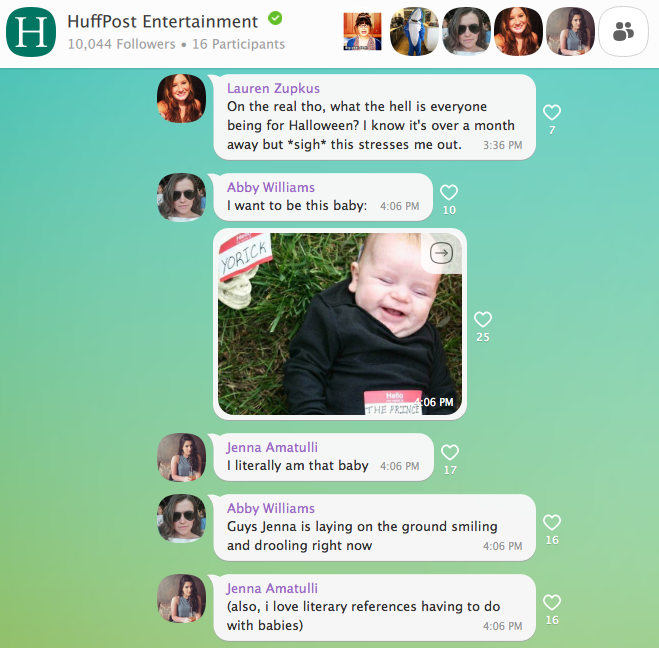 H
HuffPost Entertainment
10,044 Followers • 16 Participants
Lauren Zupkus
On the real tho, what the hell is everyone
being for Halloween? I know it's over a month
away but *sigh* this stresses me out. 3:36 PM
7
Abby Williams
I want to be this baby: 4:06 PM
10
YORICK
Hello
THE PRINCE
4:06 PM
25
Jenna Amatulli
I literally am that baby 4:06 PM
17
Abby Williams
Guys Jenna is laying on the ground smiling
and drooling right now 4:06 PM
16
Jenna Amatulli
(also, i love literary references having to do
with babies) 4:06 PM
16